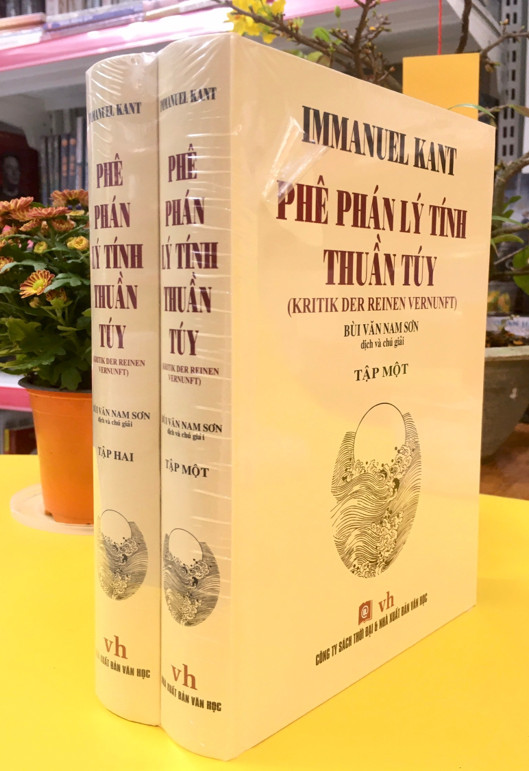 IMMANUEL KANT
PHÊ
PHÁN
LÝ TÍNH
THUẦN
TÚY
(KRITIK DER REINEN
VERNUNFT)
BÙI VĂN NAM SƠN
dịch và chú giải
TẬP HAI
vh
NHÀ XUẤT BẢN VĂN HỌC
IMMANUEL KANT
PHÊ
PHÁN
LÝ TÍNH
THUẦN
TÚY
(KRITIK DER REINEN
VERNUNFT)
BÙI VĂN NAM SƠN
dịch và chú giải
TẬP MỘT
vh
NHÀ XUẤT BẢN VĂN HỌC
IMMANUEL KANT
PHÊ PHÁN LÝ TÍNH
THUẦN TÚY
(KRITIK DER REINEN VERNUNFT)
BÙI VĂN NAM SƠN
dịch và chú giải
TẬP MỘT
vh
CÔNG TY SÁCH THỜI ĐẠI & NHÀ XUẤT BẢN VĂN HỌC